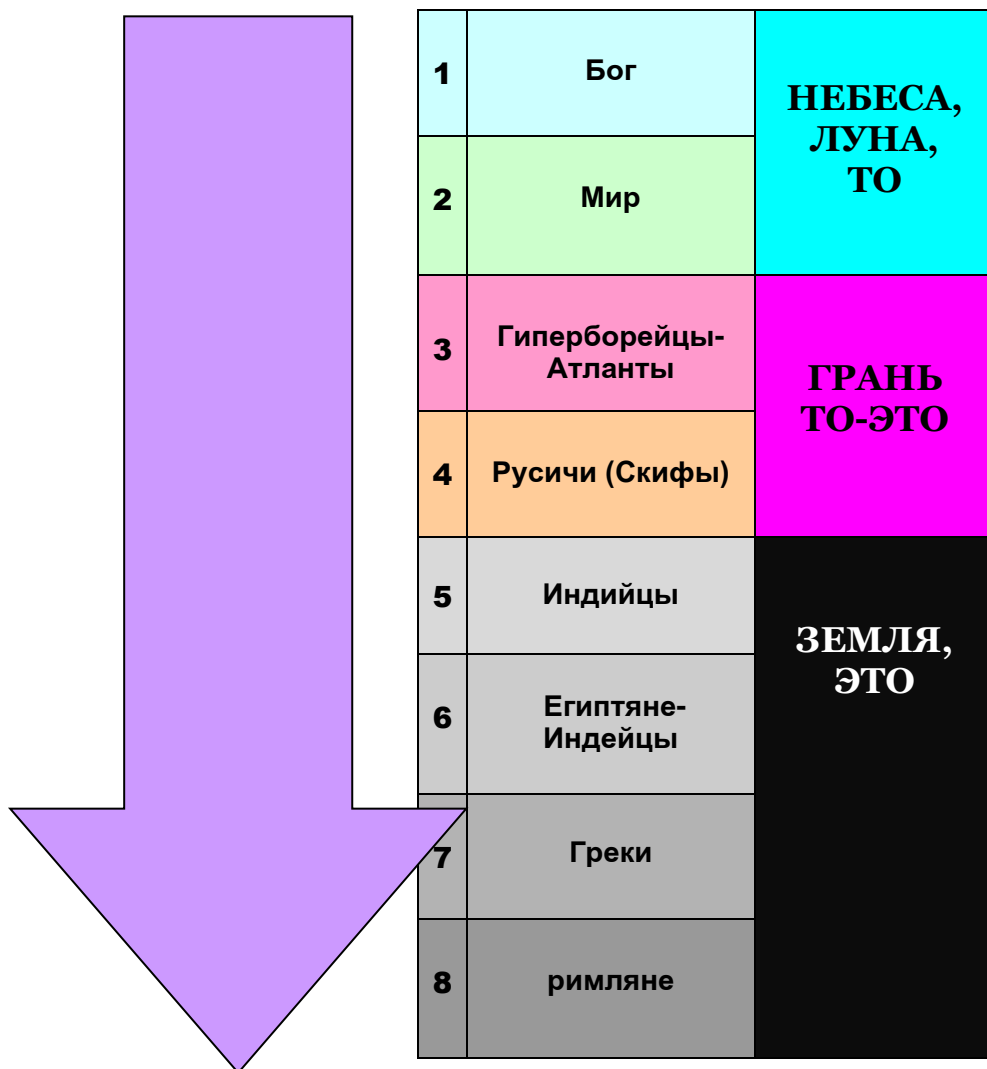 1
Бог
НЕБЕСА,
ЛУНА,
ТО
2
Мир
3
Гиперборейцы-
Атланты
ГРАНЬ
ТО-ЭТО
4
Русичи (Скифы)
5
Индийцы
ЗЕМЛЯ,
ЭТО
6
Египтяне-
Индейцы
7
Греки
8
римляне